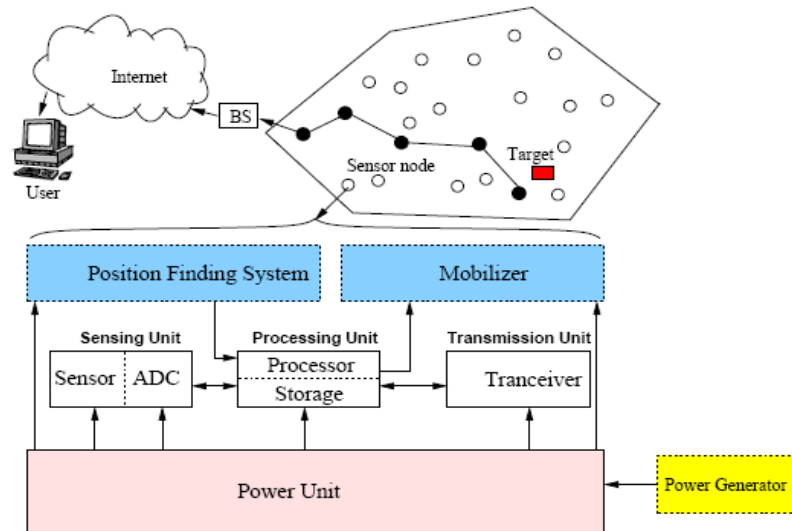 Internet
BS
User
Sensor node
Target
Position Finding System
Mobilizer
Sensing Unit
Processing Unit
Transmission Unit
Sensor
ADC
Processor
Storage
Tranceiver
Power Unit
Power Generator